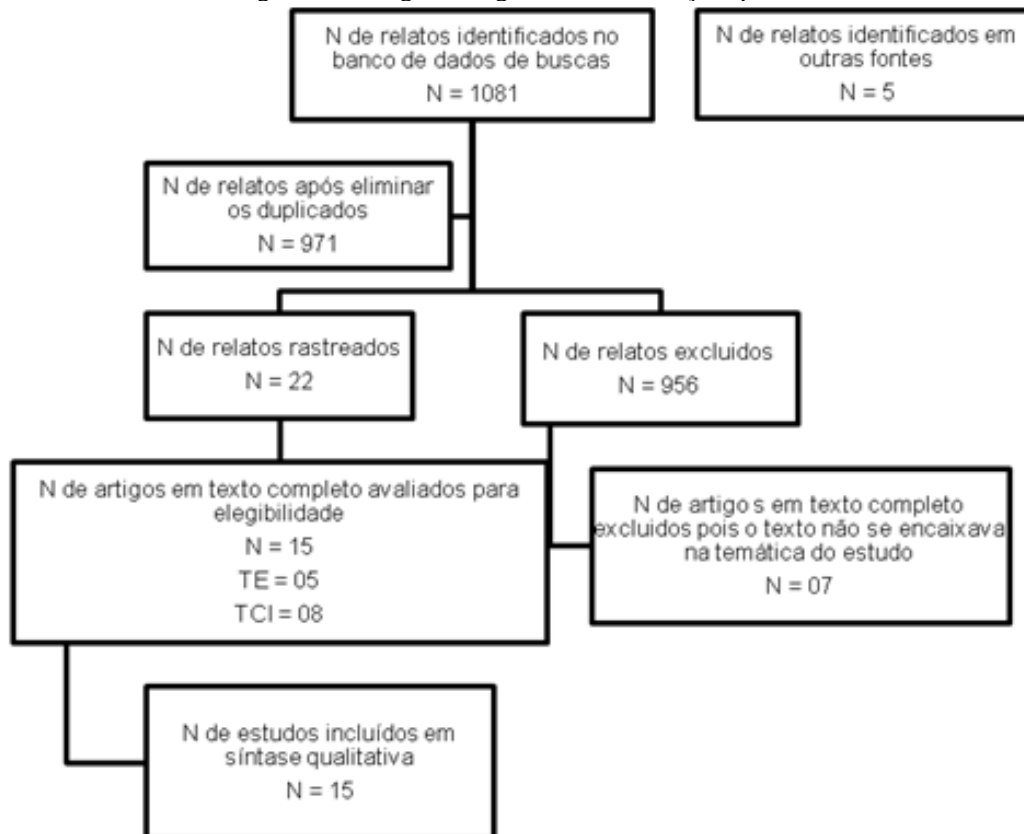 N de relatos identificados no
banco de dados de buscas
N = 1081
N de relatos identificados em
outras fontes
N = 5
N de relatos após eliminar
os duplicados
N = 971
N de relatos rastreados
N = 22
N de relatos excluidos
N = 956
N de artigos em texto completo avaliados para
elegibilidade
N = 15
TE = 05
TCI = 08
N de artigo s em texto completo
excluidos pois o texto não se encaixava
na temática do estudo
N = 07
N de estudos incluídos em
síntase qualitativa
N = 15